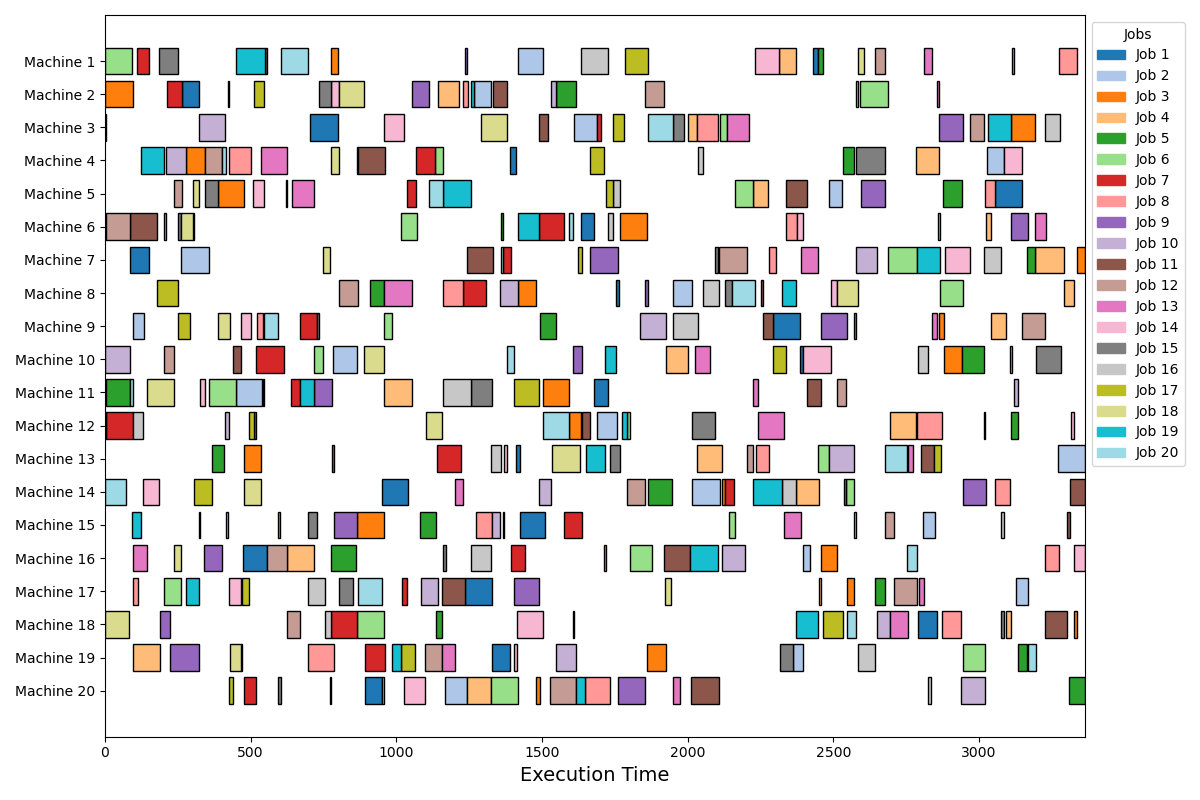 Machine 1
Machine 2
Machine 3
Machine 4
Machine 5
Machine 6
Machine 7
Machine 8
Machine 9
Machine 10
Machine 11
Machine 12
Machine 13
Machine 14
Machine 15
Machine 16
Machine 17
Machine 18
Machine 19
Machine 20
0 500 1000 1500 2000 2500 3000
Execution Time
Jobs
Job 1
Job 2
Job 3
Job 4
Job 5
Job 6
Job 7
Job 8
Job 9
Job 10
Job 11
Job 12
Job 13
Job 14
Job 15
Job 16
Job 17
Job 18
Job 19
Job 20